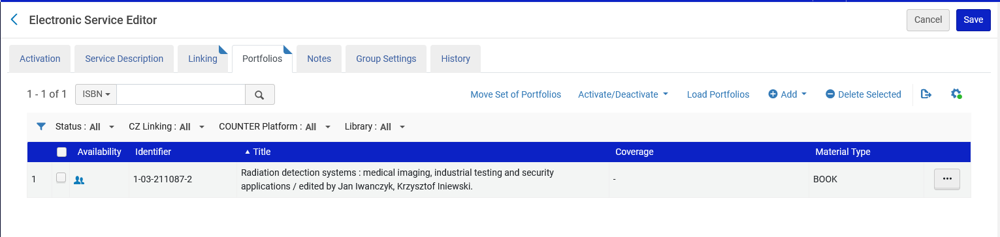 Electronic Service Editor
Cancel
Save
Activation
Service Description
Linking
Portfolios
Notes
Group Settings
History
1 - 1 of 1
ISBN
Move Set of Portfolios
Activate/Deactivate
Load Portfolios
Add
Delete Selected
Status : All
CZ Linking : All
COUNTER Platform : All
Library : All
Availability
Identifier
Title
Coverage
Material Type
1
1-03-211087-2
Radiation detection systems : medical imaging, industrial testing and security
applications / edited by Jan Iwanczyk, Krzysztof Iniewski.
-
BOOK